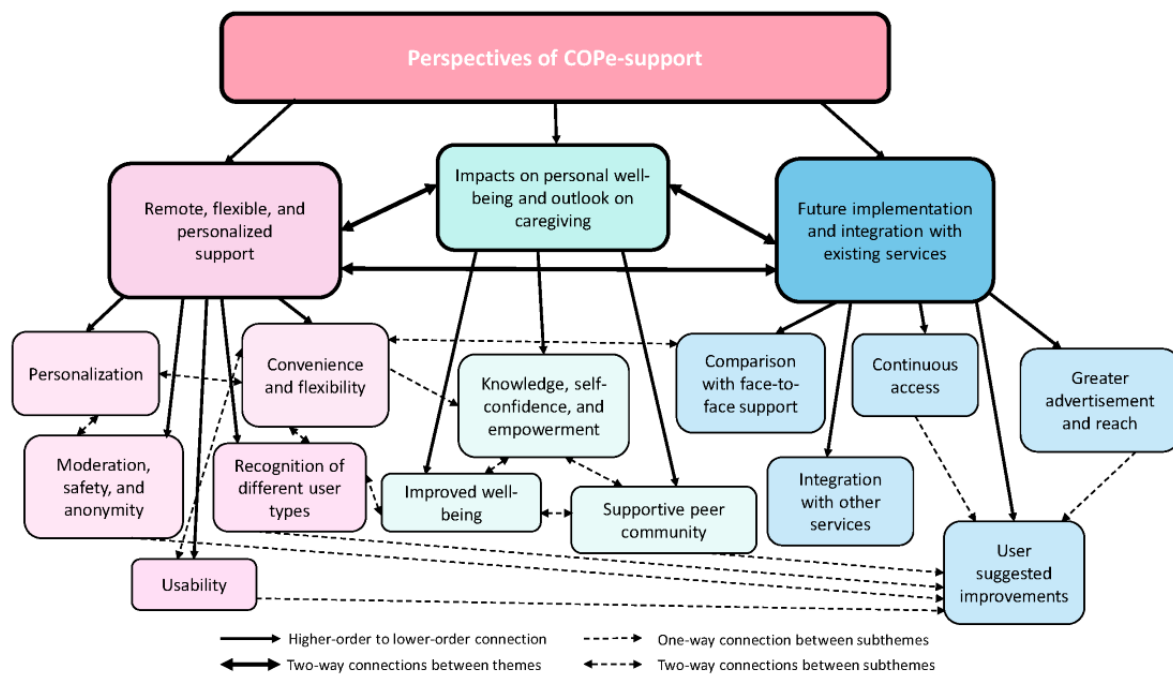 Perspectives of COPe-support
Remote, flexible, and
personalized
support
Impacts on personal well-
being and outlook on
caregiving
Future implementation
and integration with
existing services
Personalization
Convenience
and flexibility
Knowledge, self-
confidence, and
empowerment
Comparison
with face-to-
face support
Continuous
access
Greater
advertisement
and reach
Moderation,
safety, and
anonymity
Recognition of
different user
types
Improved well-
being
Supportive peer
community
Integration
with other
services
Usability
User
suggested
improvements
Higher-order to lower-order connection
One-way connection between subthemes
Two-way connections between themes
Two-way connections between subthemes